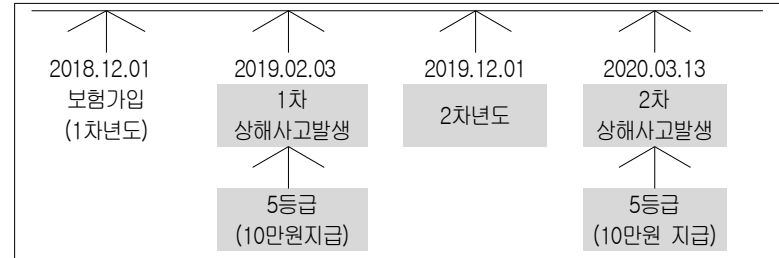 2018.12.01
보험가입
(1차년도)
2019.02.03
1차
상해사고발생
5등급
(10만원지급)
2019.12.01
2차년도
2020.03.13
2차
상해사고발생
5등급
(10만원 지급)